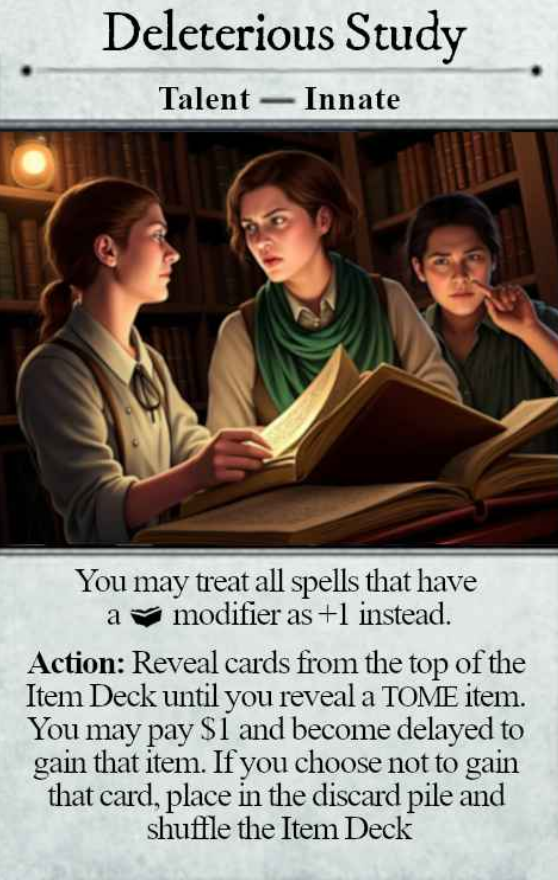 Deleterious Study
Talent — Innate
You may treat all spells that have
a modifier as +1 instead.
Action: Reveal cards from the top of the
Item Deck until you reveal a TOME item.
You may pay $1 and become delayed to
gain that item. If you choose not to gain
that card, place in the discard pile and
shuffle the Item Deck